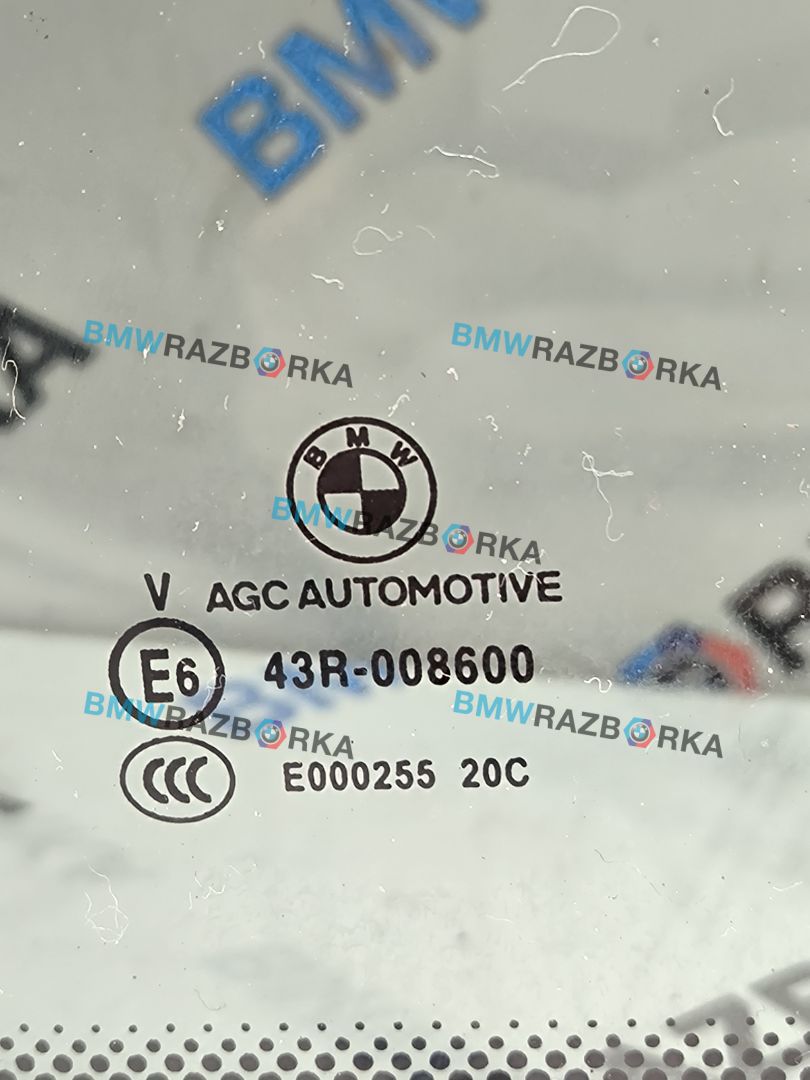 BMW
BMWRAZBORKA
BMWRAZBORKA
BMW
BMWRAZBORKA
V AGC AUTOMOTIVE
E6 43R-008600
BMWRAZBORKA
BMWRAZBORKA
CCC E000255 20C